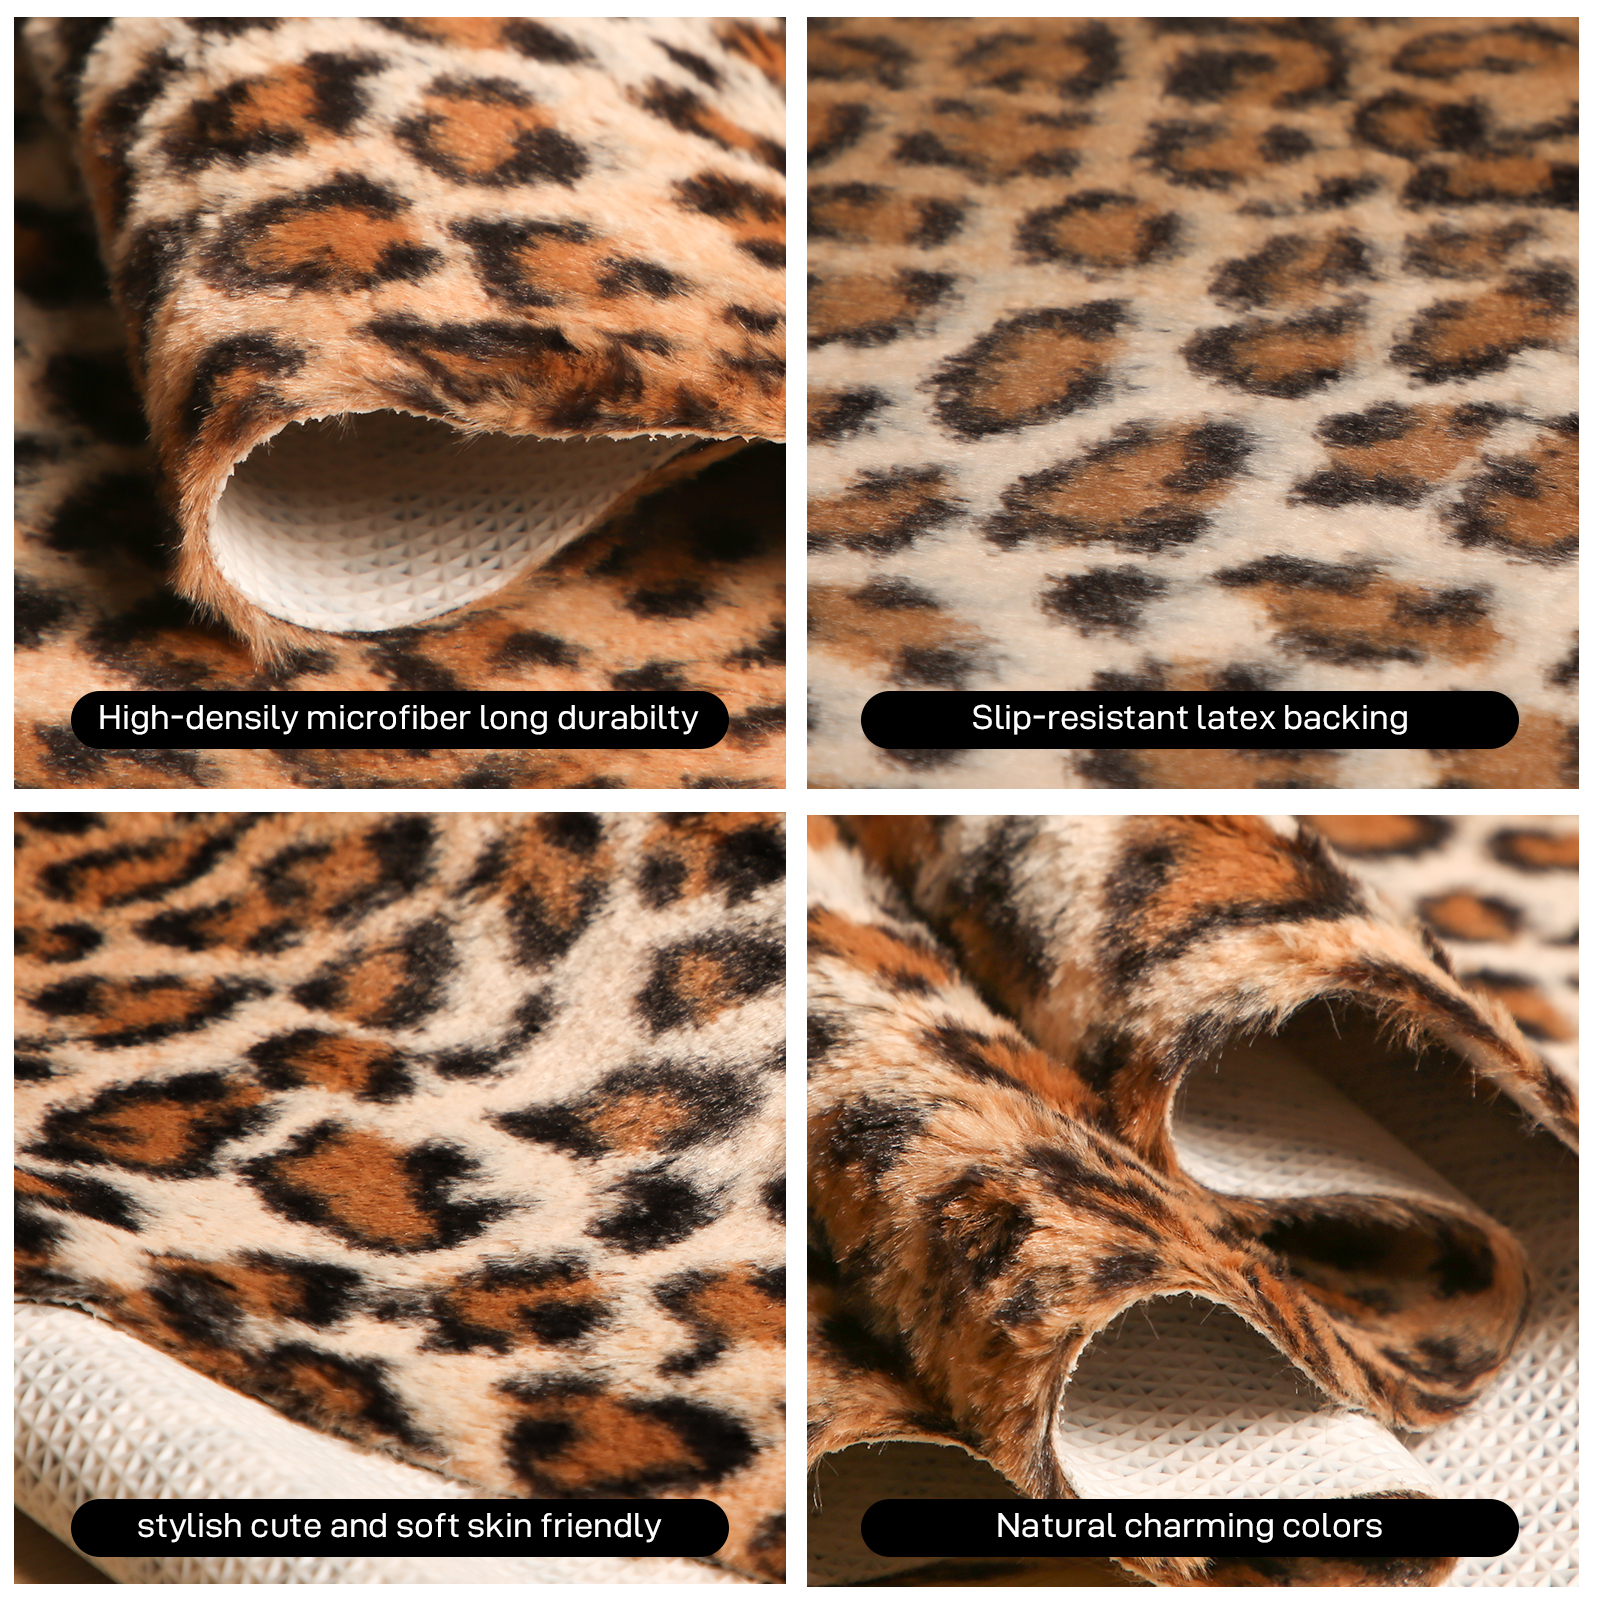 High-densily microfiber long durabilty
Slip-resistant latex backing
stylish cute and soft skin friendly
Natural charming colors